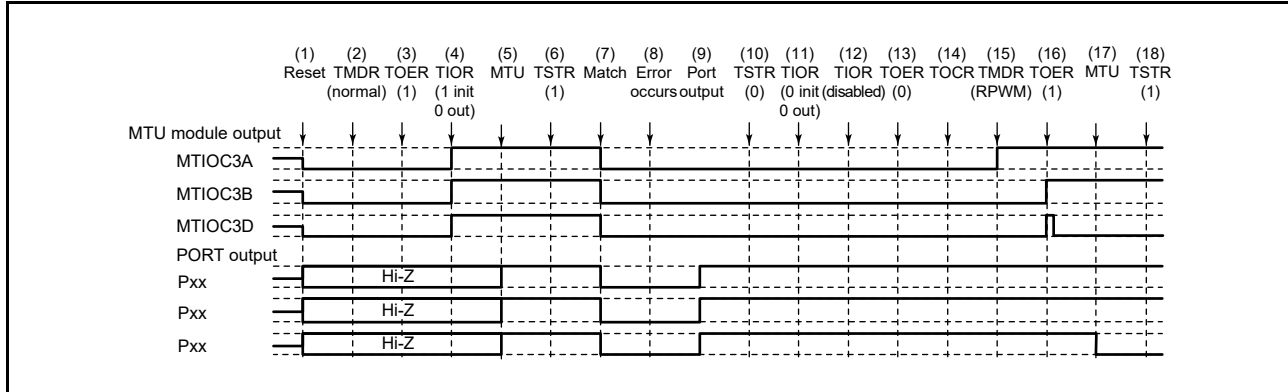 (1) (2) (3) (4) (5) (6) (7) (8) (9) (10) (11) (12) (13) (14) (15) (16) (17) (18)
Reset TMDR TOER TIOR MTU TSTR Match Error Port TSTR TIOR TIOR TOER TOCR TMDR TOER MTU TSTR
(normal) (1) (1 init (1) occurs output (0) (0 init (disabled) (0) (RPWM) (1) (1)
0 out) 0 out)
MTU module output
MTIOC3A
MTIOC3B
MTIOC3D
PORT output
Pxx Hi-Z
Pxx Hi-Z
Pxx Hi-Z